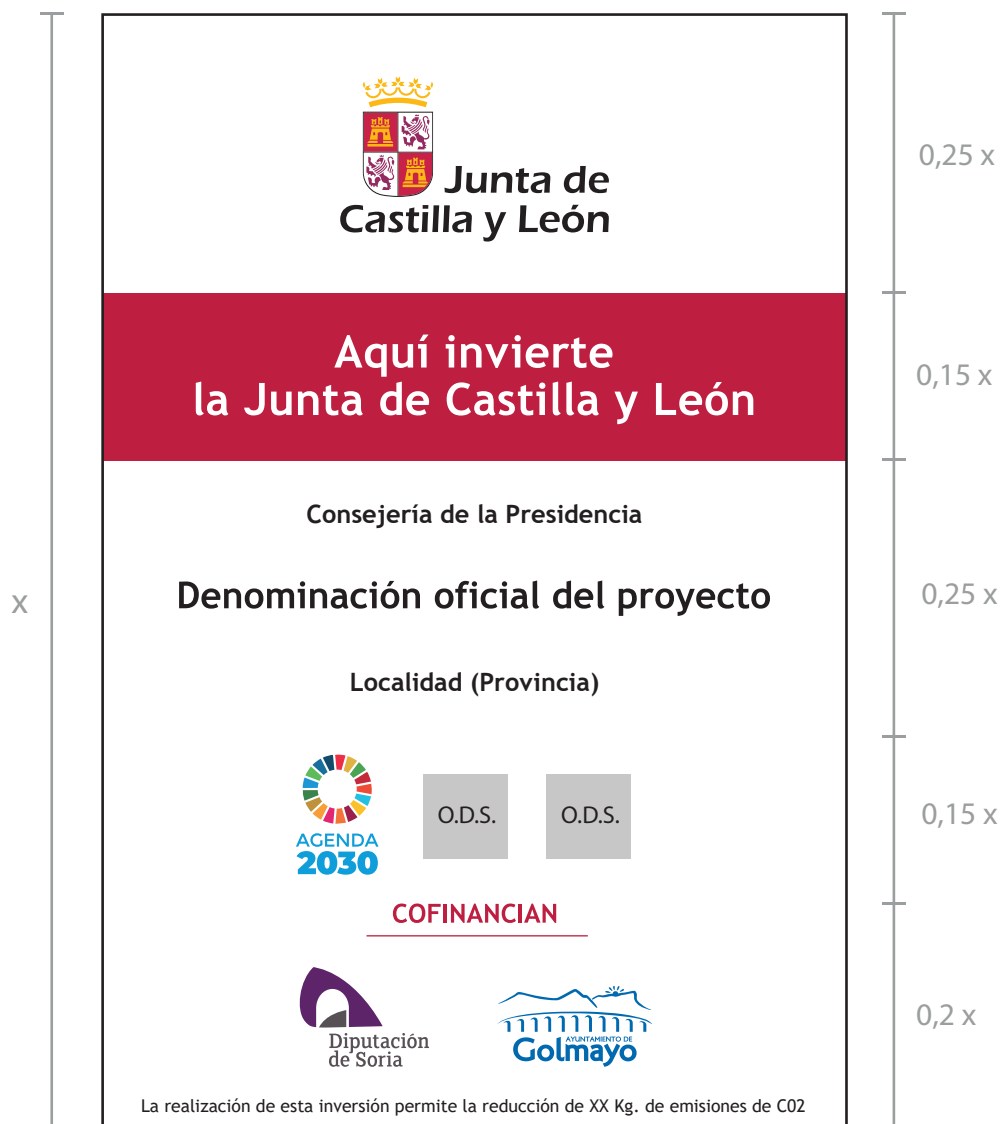 Junta de
Castilla y León
0,25 x
Aquí invierte
la Junta de Castilla y León
0,15 x
Consejería de la Presidencia
x
Denominación oficial del proyecto
0,25 x
Localidad (Provincia)
AGENDA
2030
O.D.S.
O.D.S.
0,15 x
COFINANCIAN
Diputación
de Soria
AYUNTAMIENTO DE
Golmayo
0,2 x
La realización de esta inversión permite la reducción de XX Kg. de emisiones de C02